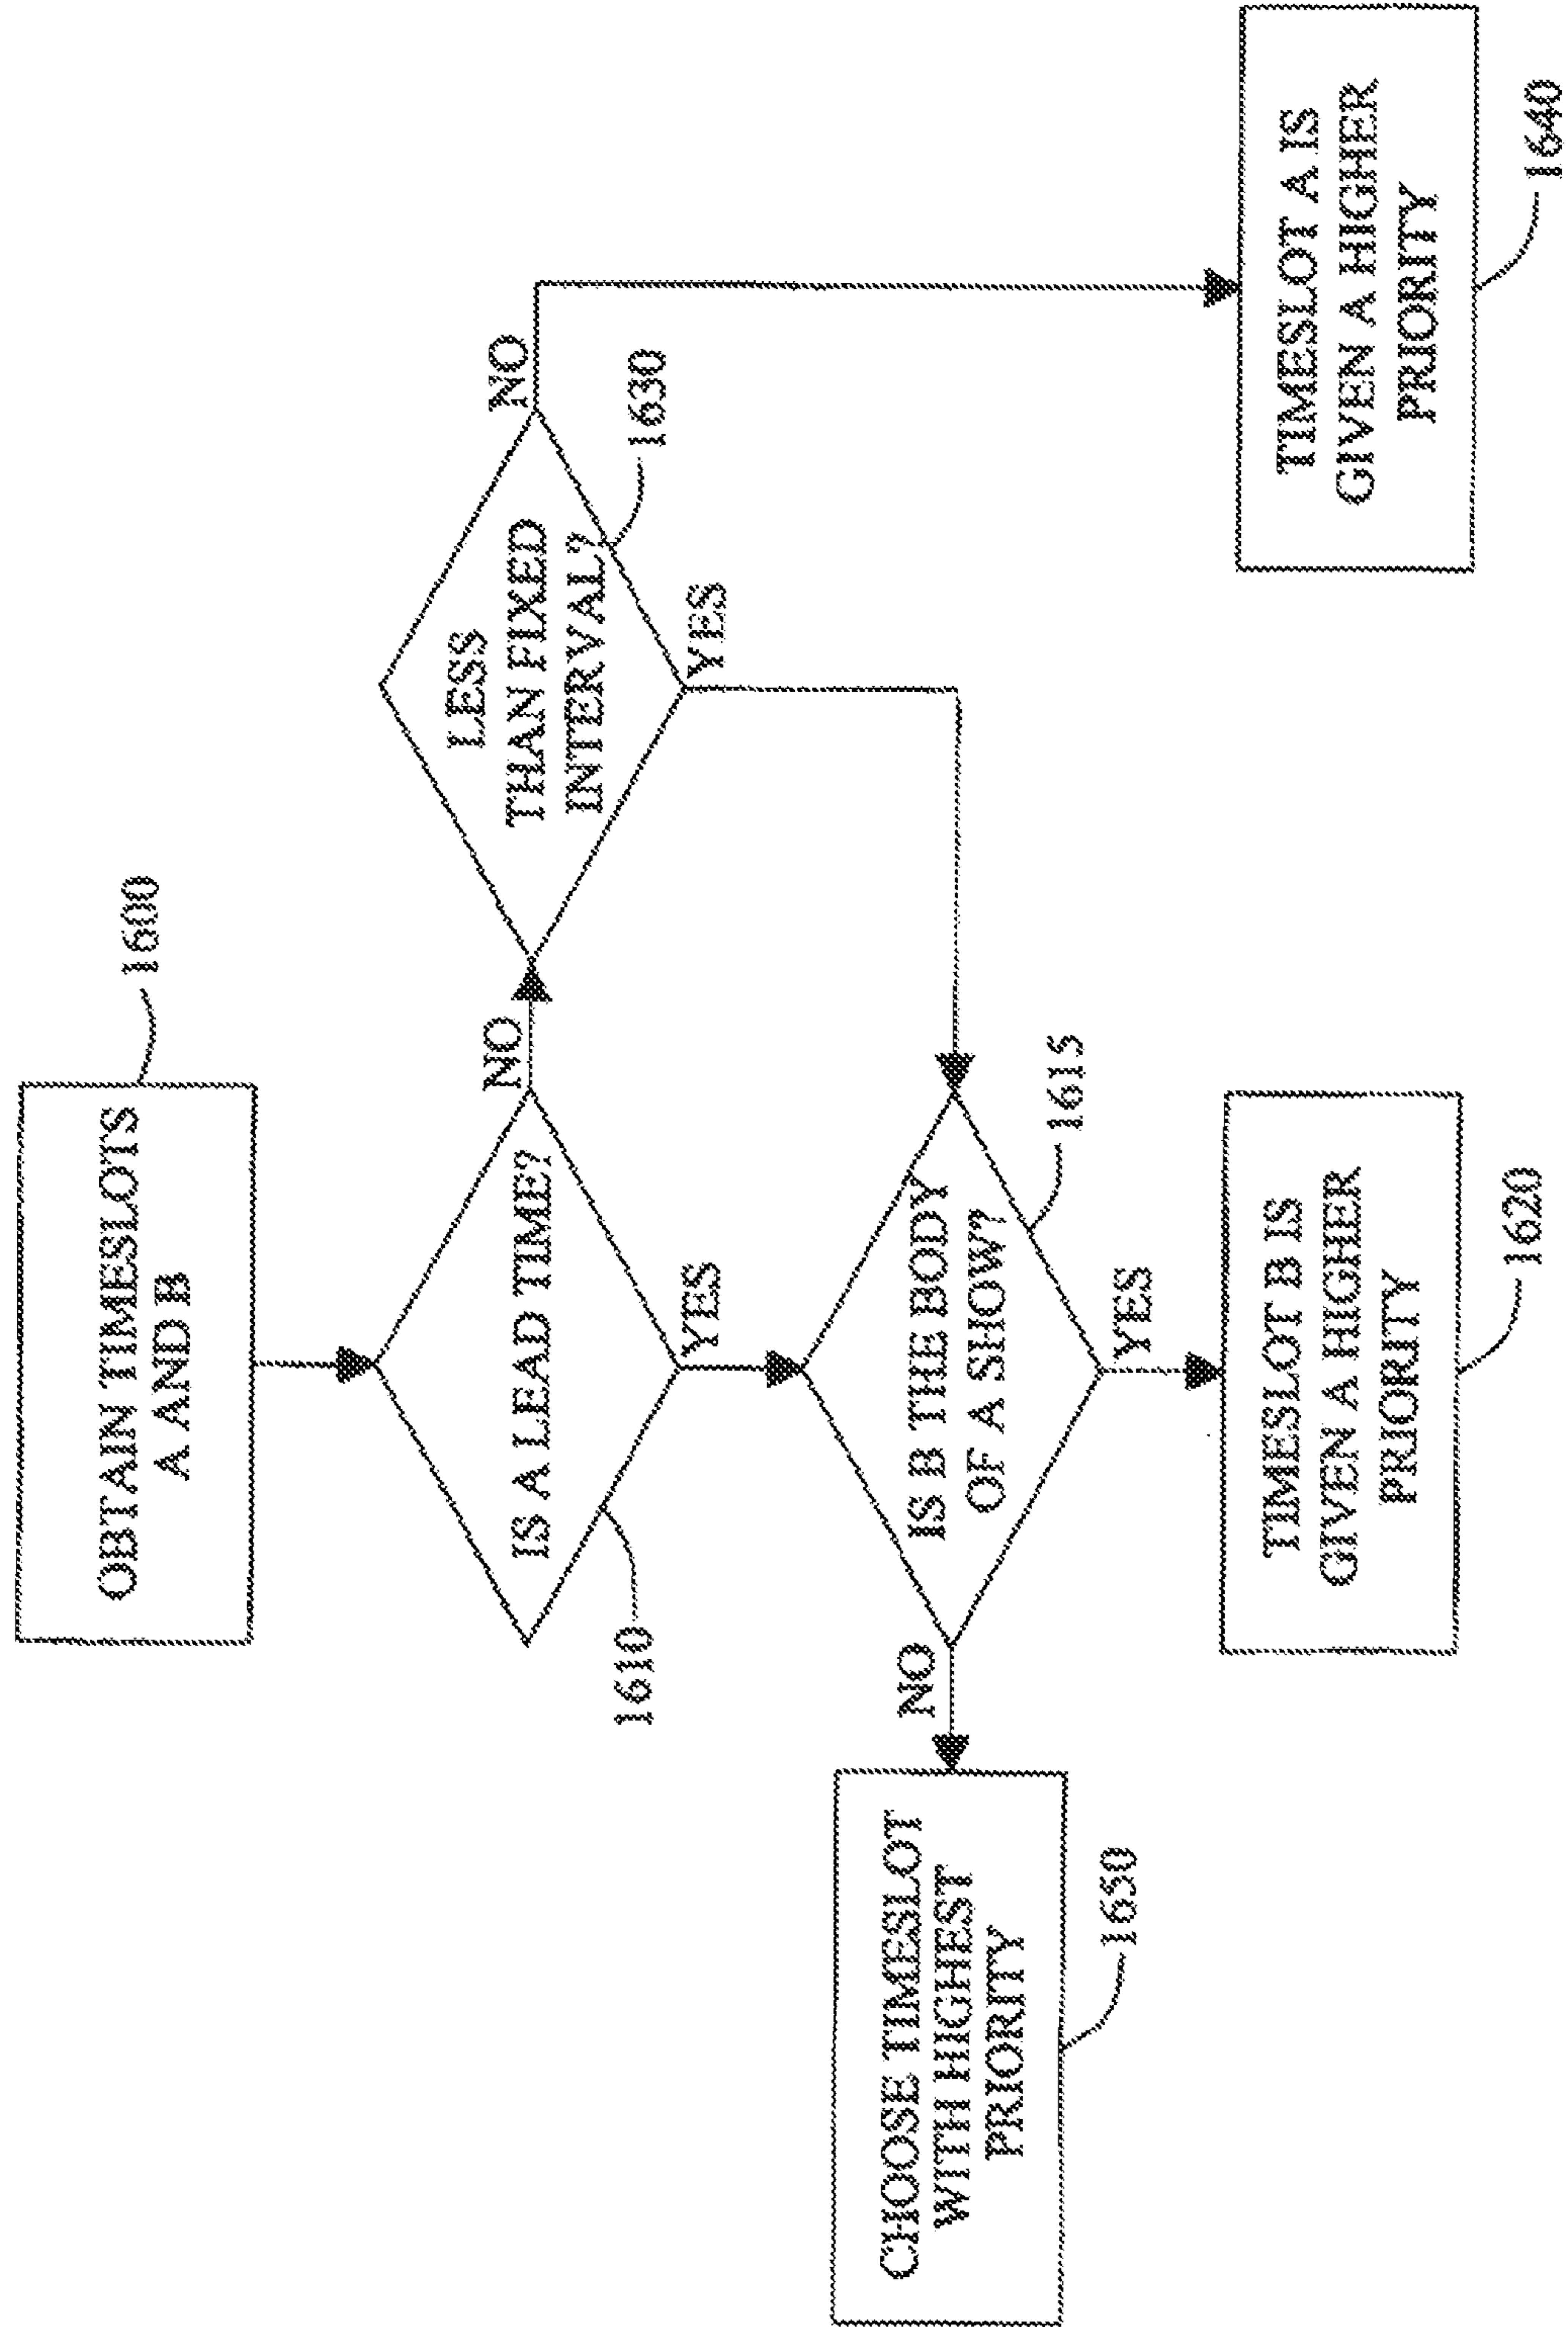 OBTAIN TIMESLOTS
A AND B
1600
IS A LEAD TIME?
1610
NO
YES
LESS
THAN FIXED
INTERVAL?
1630
NO
YES
IS B THE BODY
OF A SHOW?
1615
NO
YES
CHOOSE TIMESLOT
WITH HIGHEST
PRIORITY
1650
TIMESLOT B IS
GIVEN A HIGHER
PRIORITY
1620
TIMESLOT A IS
GIVEN A HIGHER
PRIORITY
1640